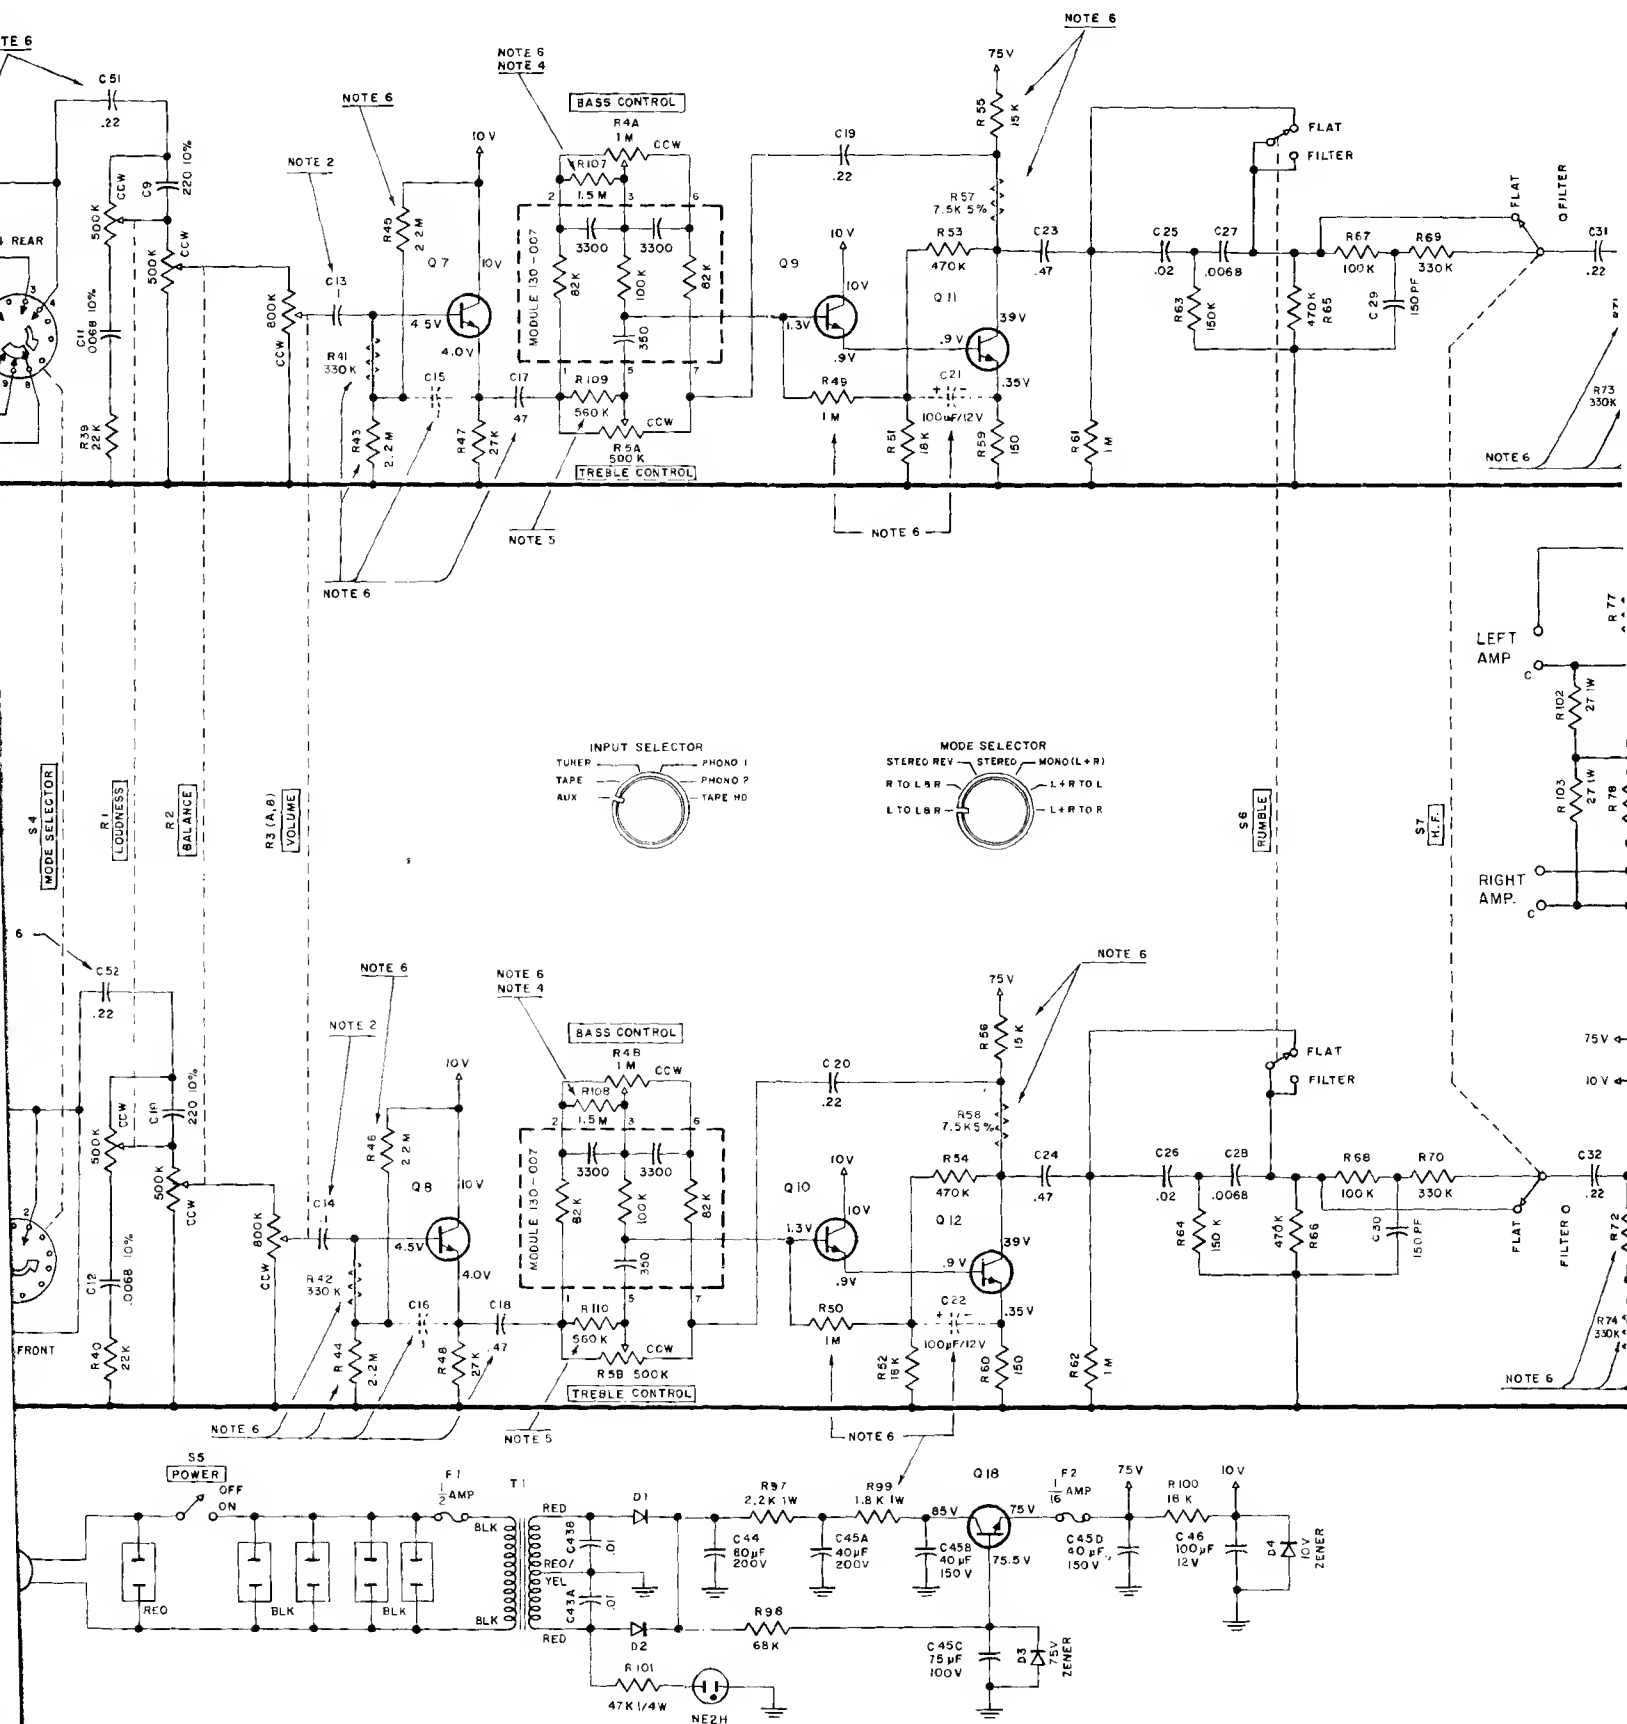 TE 6
C51
.22
NOTE 6
NOTE 2
NOTE 6
NOTE 4
BASS CONTROL
R4A
1M
CCW
R107
1.5M
10V
C19
.22
75V
R55
15K
NOTE 6
FLAT
FILTER
CCW
500K
C9
220 10%
CCW
500K
REAR
3
4
9
8
C11
.0068 10%
R39
22K
800K
CCW
C13
.1
R45
2.2M
Q7
10V
4.5V
4.0V
R41
330K
R43
2.2M
C15
R47
27K
C17
.47
2
3
6
3300
3300
82K
100K
82K
350
MODULE 130-007
1
5
7
R109
560K
CCW
R5A
500K
TREBLE CONTROL
NOTE 5
NOTE 6
Q9
10V
10V
1.3V
.9V
R49
1M
R51
18K
R53
470K
R57
7.5K 5%
Q11
39V
.9V
.35V
C21
+
-
100µF/12V
R59
150
NOTE 6
C23
.47
R61
1M
C25
.02
C27
.0068
R63
150K
470K
R65
R67
100K
R69
330K
C29
150PF
FLAT
FILTER
C31
.22
R71
R73
330K
NOTE 6
S4
MODE SELECTOR
R1
LOUDNESS
R2
BALANCE
R3 (A,B)
VOLUME
INPUT SELECTOR
TUNER
TAPE
AUX
PHONO 1
PHONO 2
TAPE HD
MODE SELECTOR
STEREO REV
STEREO
MONO(L+R)
R TO L&R
L TO L&R
L+R TO L
L+R TO R
S6
RUMBLE
S7
H.F.
LEFT
AMP
C
R102
27 1W
R103
27 1W
R77
R78
RIGHT
AMP.
C
6
C52
.22
NOTE 6
NOTE 2
NOTE 6
NOTE 4
BASS CONTROL
R4B
1M
CCW
R108
1.5M
10V
C20
.22
75V
R56
15K
NOTE 6
FLAT
FILTER
75V
10V
CCW
500K
C10
220 10%
500K
CCW
2
FRONT
C12
.0068 10%
R40
22K
800K
CCW
C14
.1
R46
2.2M
Q8
10V
4.5V
4.0V
R42
330K
R44
2.2M
C16
R48
27K
C18
.47
2
3
6
3300
3300
82K
100K
82K
350
MODULE 130-007
1
5
7
R110
560K
CCW
R5B 500K
TREBLE CONTROL
NOTE 5
NOTE 6
Q10
10V
10V
1.3V
.9V
R50
1M
R52
18K
R54
470K
R58
7.5K 5%
Q12
39V
.9V
.35V
C22
+
-
100µF/12V
R60
150
NOTE 6
C24
.47
R62
1M
C26
.02
C28
.0068
R64
150K
470K
R66
R68
100K
R70
330K
C30
150PF
FLAT
FILTER
C32
.22
R72
R74
330K
NOTE 6
S5
POWER
OFF
ON
RED
BLK
BLK
F1
1/2 AMP
BLK
BLK
T1
RED
RED/
YEL
RED
C43B
.01
C43A
.01
D1
D2
R97
2.2K 1W
R99
1.8K 1W
C44
80µF
200V
C45A
40µF
200V
C45B
40µF
150V
85V
Q18
75V
75.5V
F2
1/16 AMP
75V
C45D
40µF
150V
R100
18K
10V
C46
100µF
12V
D4
10V
ZENER
R98
68K
C45C
75µF
100V
D3
75V
ZENER
R101
47K 1/4W
NE2H